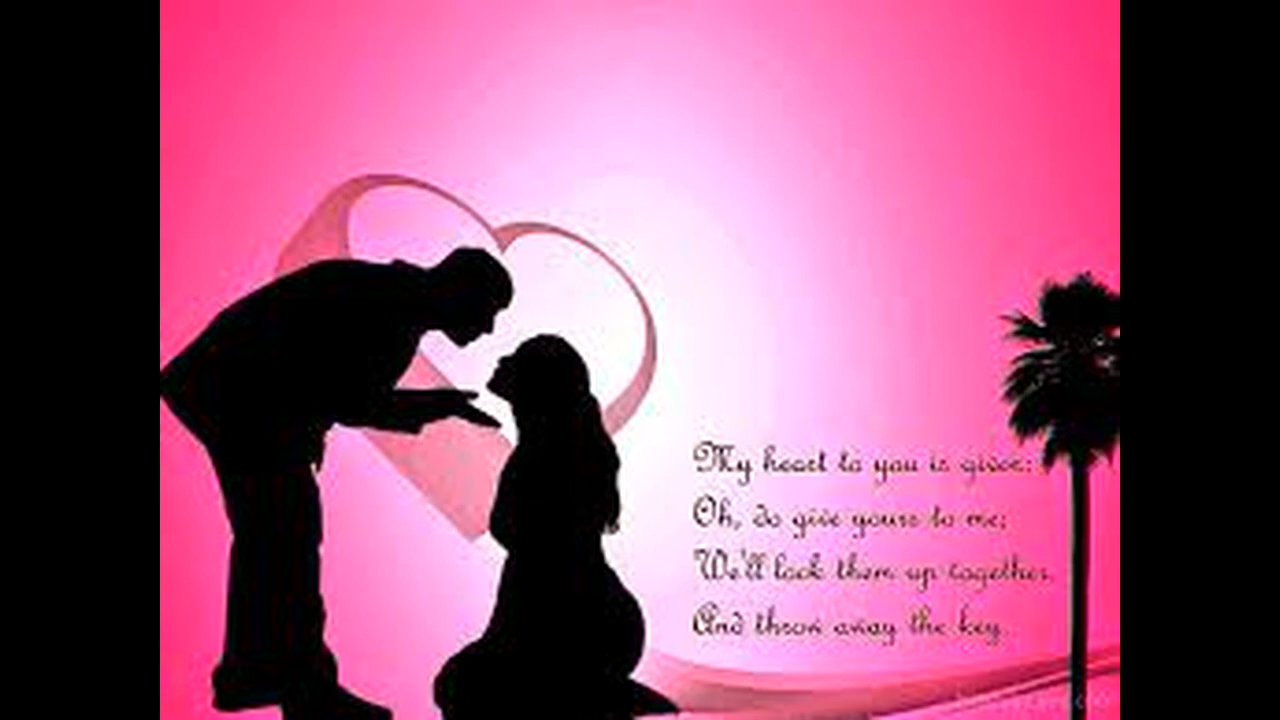 My heart to you is given:
Oh, do give yours to me;
We'll lock them up together,
And throw away the key.